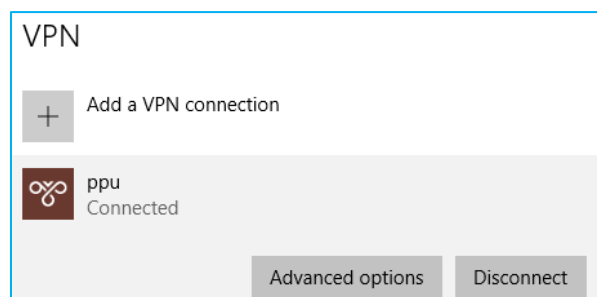 VPN
Add a VPN connection
ppu
Connected
Advanced options Disconnect